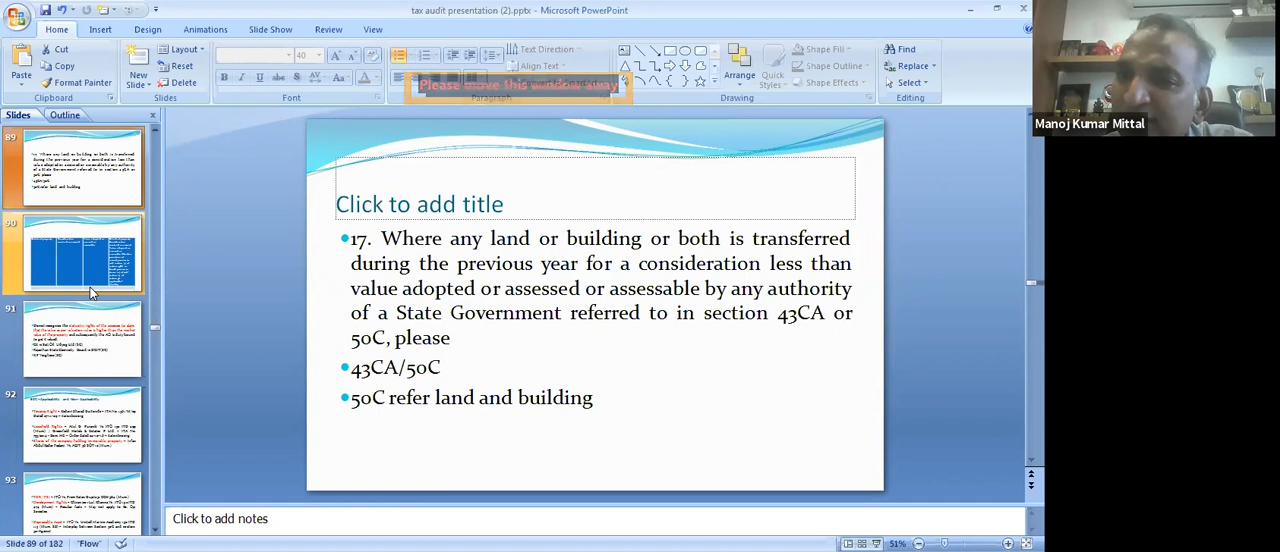 tax audit presentation (2).pptx - Microsoft PowerPoint
Home Insert Design Slide Show Animations Review View
Cut
Copy
Format Painter
Paste
Clipboard
New
Slide
Layout
Reset
Delete
Slides
40
Font
Text Direction
Align Text
Please move this window away
Paragraph
Arrange
Quick
Styles
Shape Fill
Shape Outline
Shape Effects
Drawing
Find
Replace
Select
Editing
Manoj Kumar Mittal
Slides Outline
89
90
91
92
93
Click to add title
17. Where any land or building or both is transferred
during the previous year for a consideration less than
value adopted or assessed or assessable by any authority
of a State Government referred to in section 43CA or
50C, please
43CA/50C
50C refer land and building
Click to add notes
Slide 89 of 182 "Flow" 51%